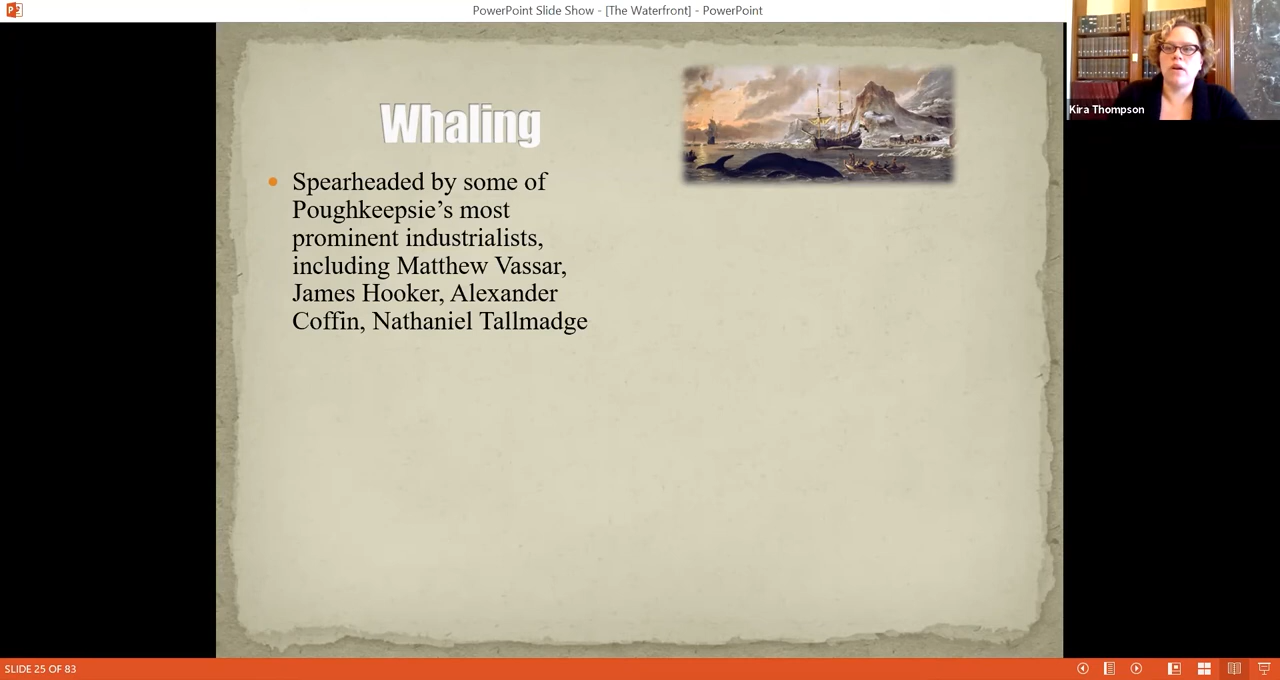 PowerPoint Slide Show - [The Waterfront] - PowerPoint
Kira Thompson
Whaling
Spearheaded by some of
Poughkeepsie’s most
prominent industrialists,
including Matthew Vassar,
James Hooker, Alexander
Coffin, Nathaniel Tallmadge
SLIDE 25 OF 83